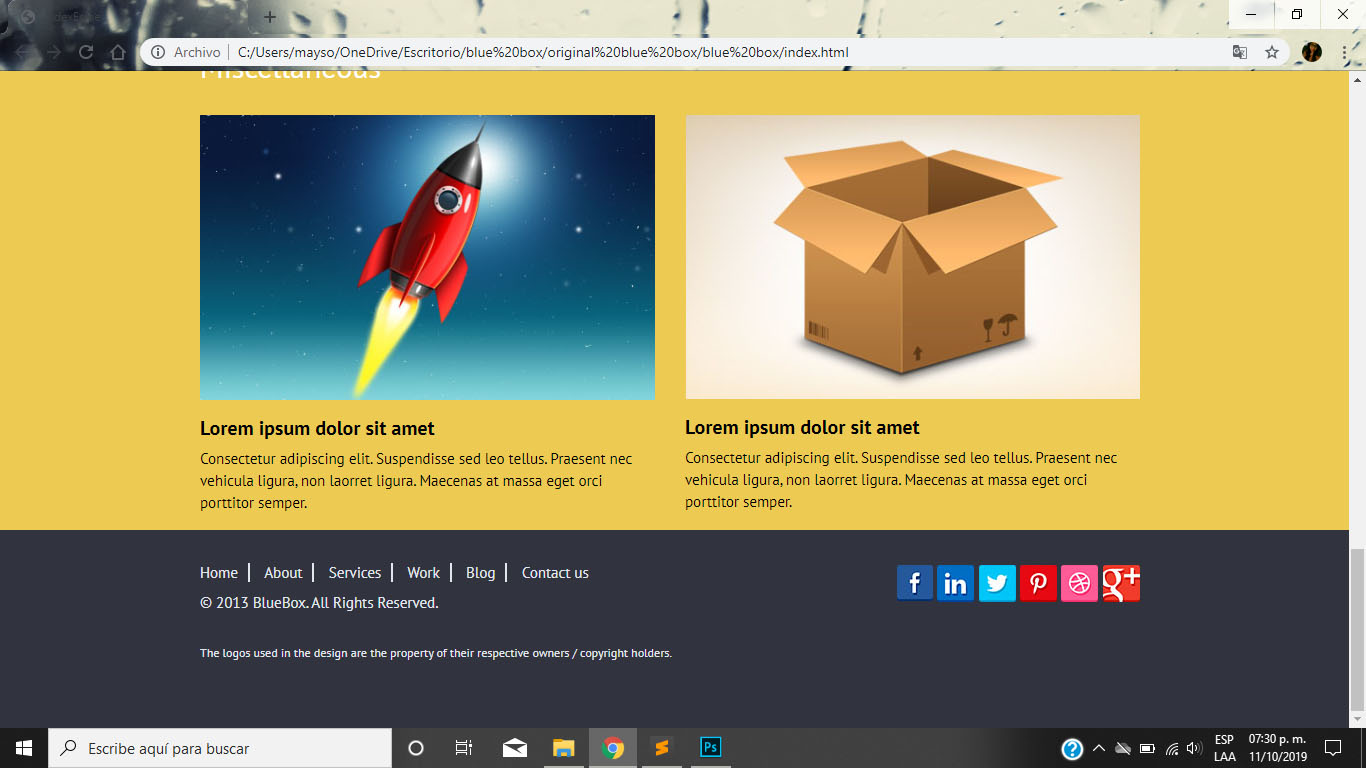 Archivo
C:/Users/mayso/OneDrive/Escritorio/blue%20box/original%20blue%20box/blue%20box/index.html
Miscellaneous
Lorem ipsum dolor sit amet
Consectetur adipiscing elit. Suspendisse sed leo tellus. Praesent nec
vehicula ligura, non laorret ligura. Maecenas at massa eget orci
porttitor semper.
Lorem ipsum dolor sit amet
Consectetur adipiscing elit. Suspendisse sed leo tellus. Praesent nec
vehicula ligura, non laorret ligura. Maecenas at massa eget orci
porttitor semper.
Home | About | Services | Work | Blog | Contact us
© 2013 BlueBox. All Rights Reserved.
f in g+
The logos used in the design are the property of their respective owners / copyright holders.
Escribe aquí para buscar
Ps
ESP
LAA
07:30 p. m.
11/10/2019